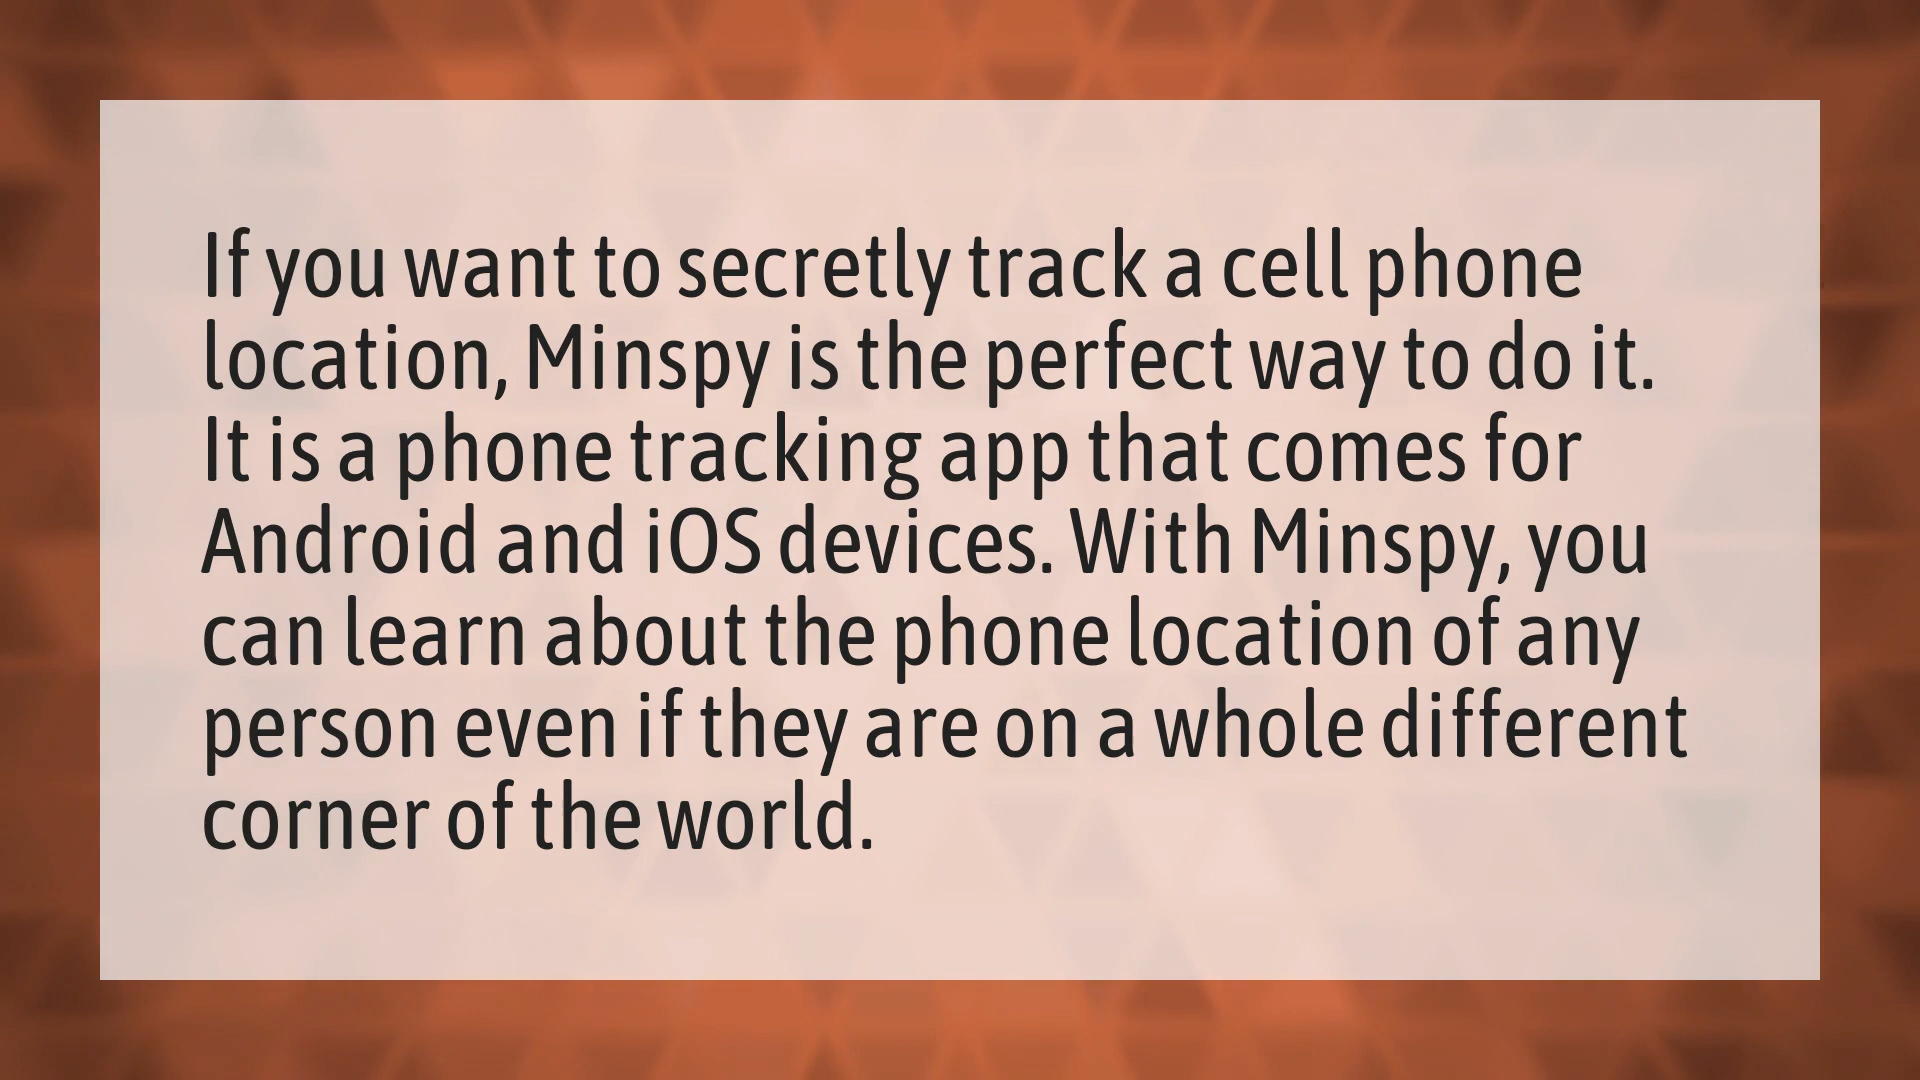 If you want to secretly track a cell phone
location, Minspy is the perfect way to do it.
It is a phone tracking app that comes for
Android and iOS devices. With Minspy, you
can learn about the phone location of any
person even if they are on a whole different
corner of the world.